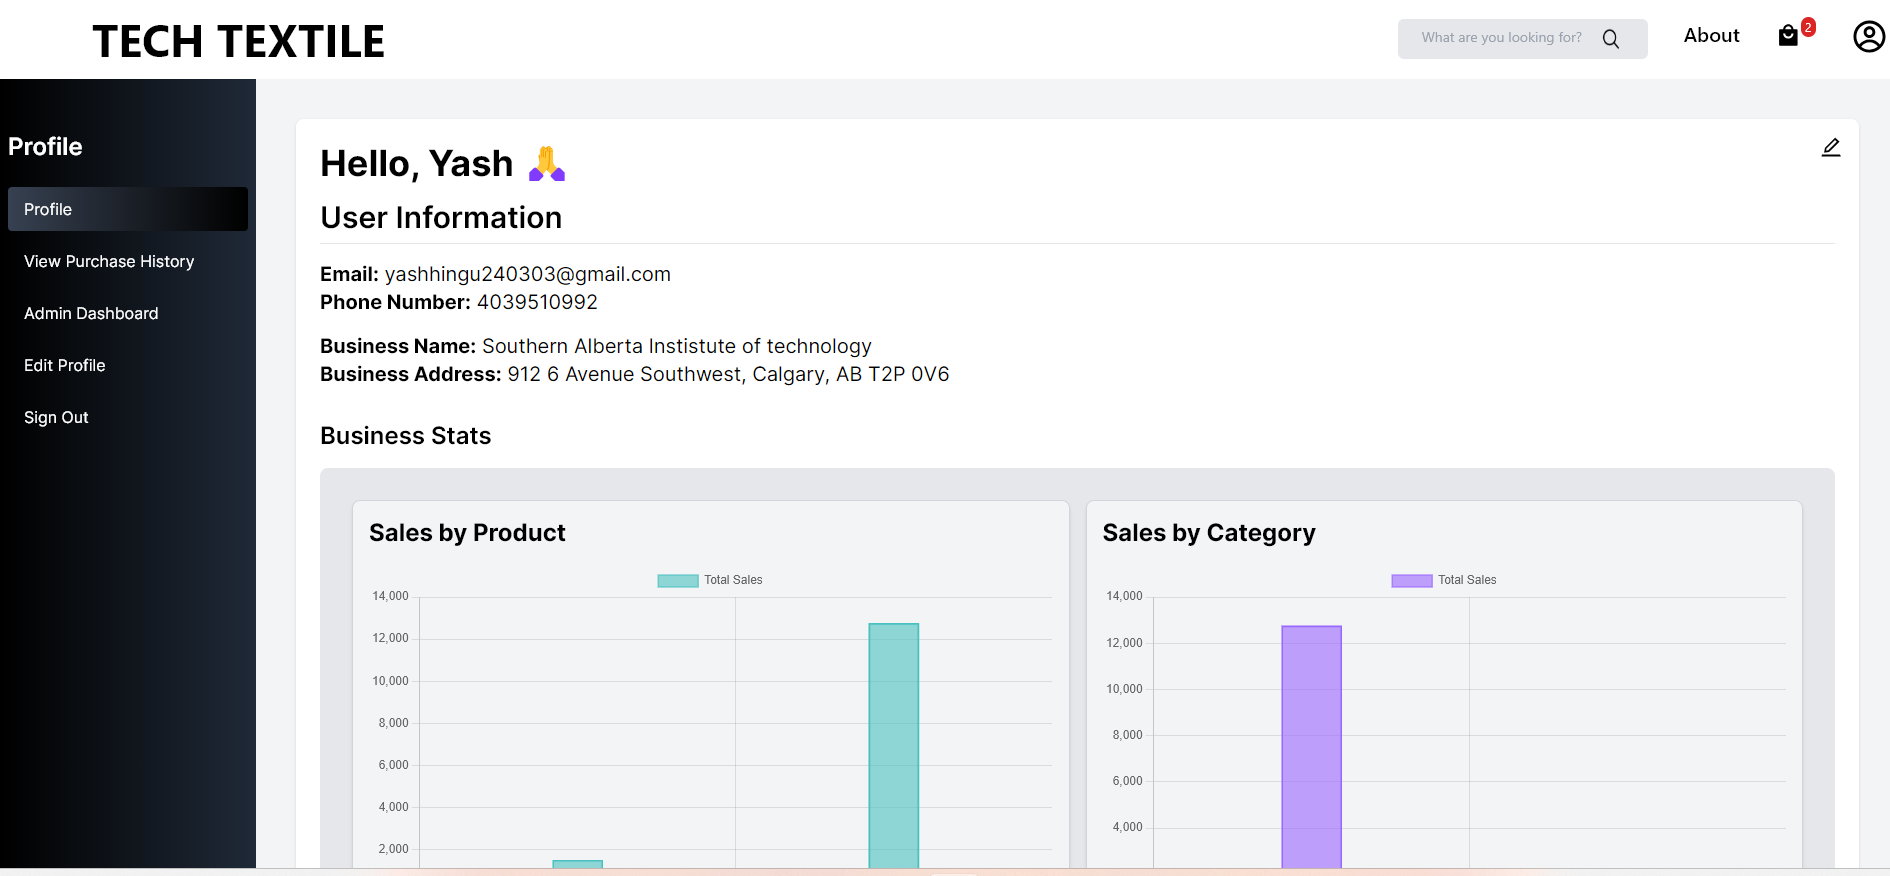 TECH TEXTILE
What are you looking for?
About
2
Profile
Profile
View Purchase History
Admin Dashboard
Edit Profile
Sign Out
Hello, Yash 🙏
User Information
Email: yashhingu240303@gmail.com
Phone Number: 4039510992
Business Name: Southern Alberta Instistute of technology
Business Address: 912 6 Avenue Southwest, Calgary, AB T2P 0V6
Business Stats
Sales by Product
Total Sales
14,000
12,000
10,000
8,000
6,000
4,000
2,000
Sales by Category
Total Sales
14,000
12,000
10,000
8,000
6,000
4,000